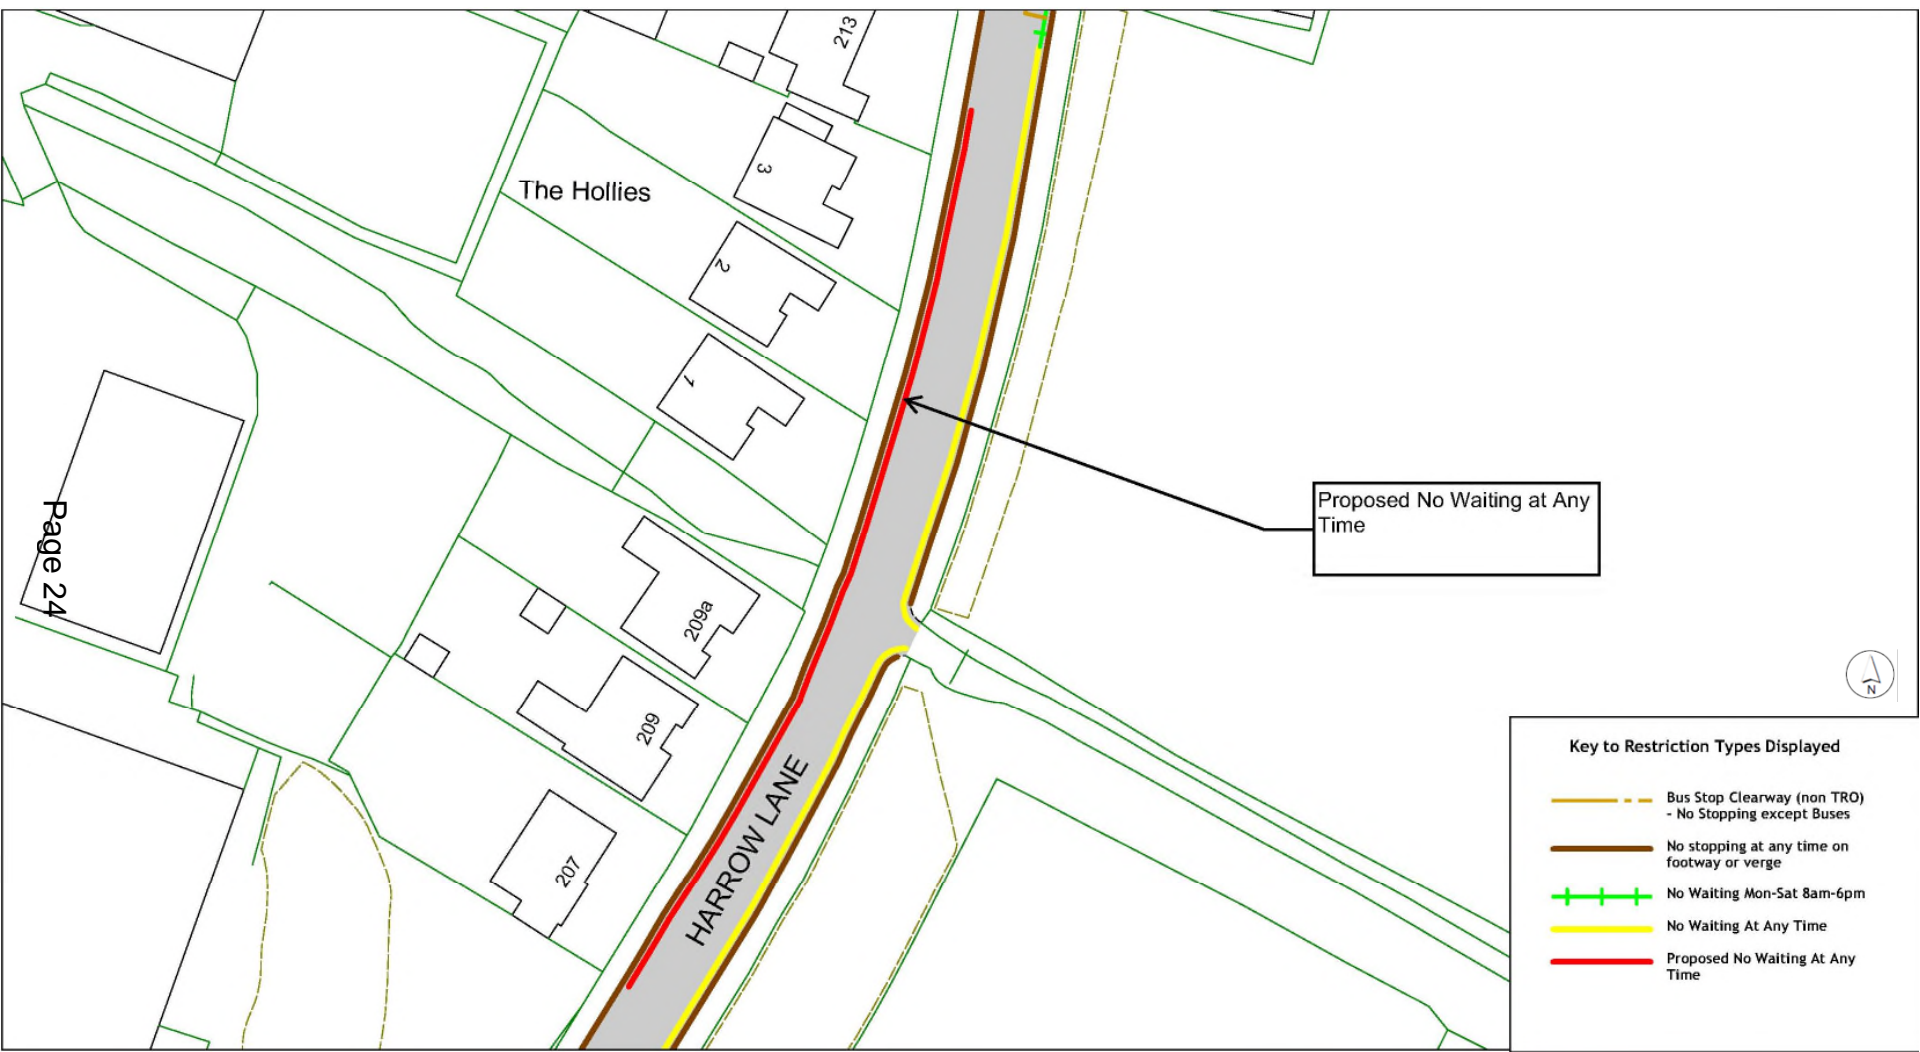 213
3
The Hollies
2
1
Page 24
Proposed No Waiting at Any
Time
209a
209
207
HARROW LANE
N
Key to Restriction Types Displayed
Bus Stop Clearway (non TRO)
- No Stopping except Buses
No stopping at any time on
footway or verge
No Waiting Mon-Sat 8am-6pm
No Waiting At Any Time
Proposed No Waiting At Any
Time